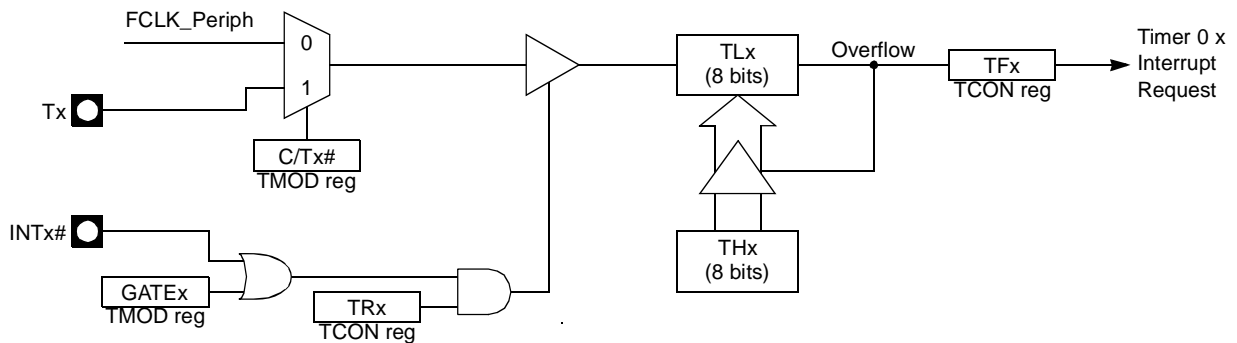 FCLK_Periph
0
1
Tx
C/Tx#
TMOD reg
TLx
(8 bits)
Overflow
TFx
TCON reg
Timer 0 x
Interrupt
Request
INTx#
GATEx
TMOD reg
TRx
TCON reg
THx
(8 bits)